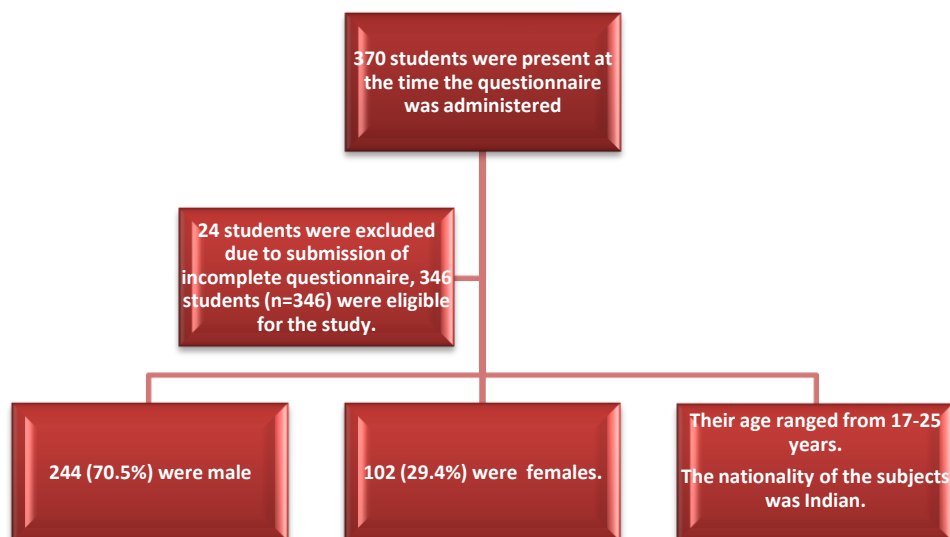 370 students were present at
the time the questionnaire
was administered
24 students were excluded
due to submission of
incomplete questionnaire, 346
students (n=346) were eligible
for the study.
244 (70.5%) were male
102 (29.4%) were females.
Their age ranged from 17-25
years.
The nationality of the subjects
was Indian.